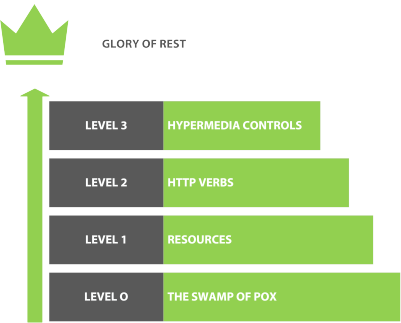 GLORY OF REST
LEVEL 3 HYPERMEDIA CONTROLS
LEVEL 2 HTTP VERBS
LEVEL 1 RESOURCES
LEVEL O THE SWAMP OF POX